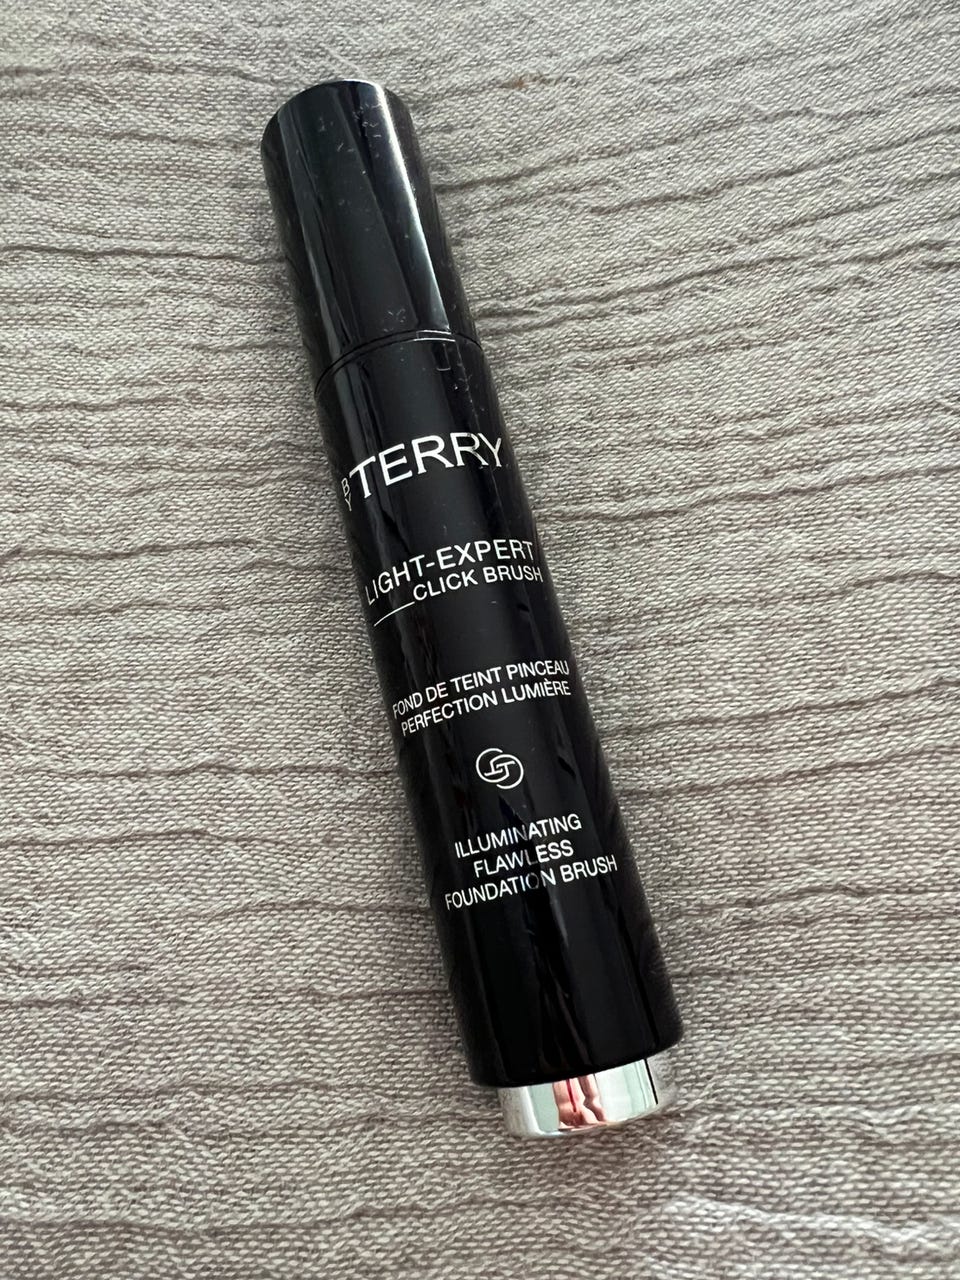 BY TERRY
LIGHT-EXPERT
CLICK BRUSH
FOND DE TEINT PINCEAU
PERFECTION LUMIÈRE
ILLUMINATING
FLAWLESS
FOUNDATION BRUSH